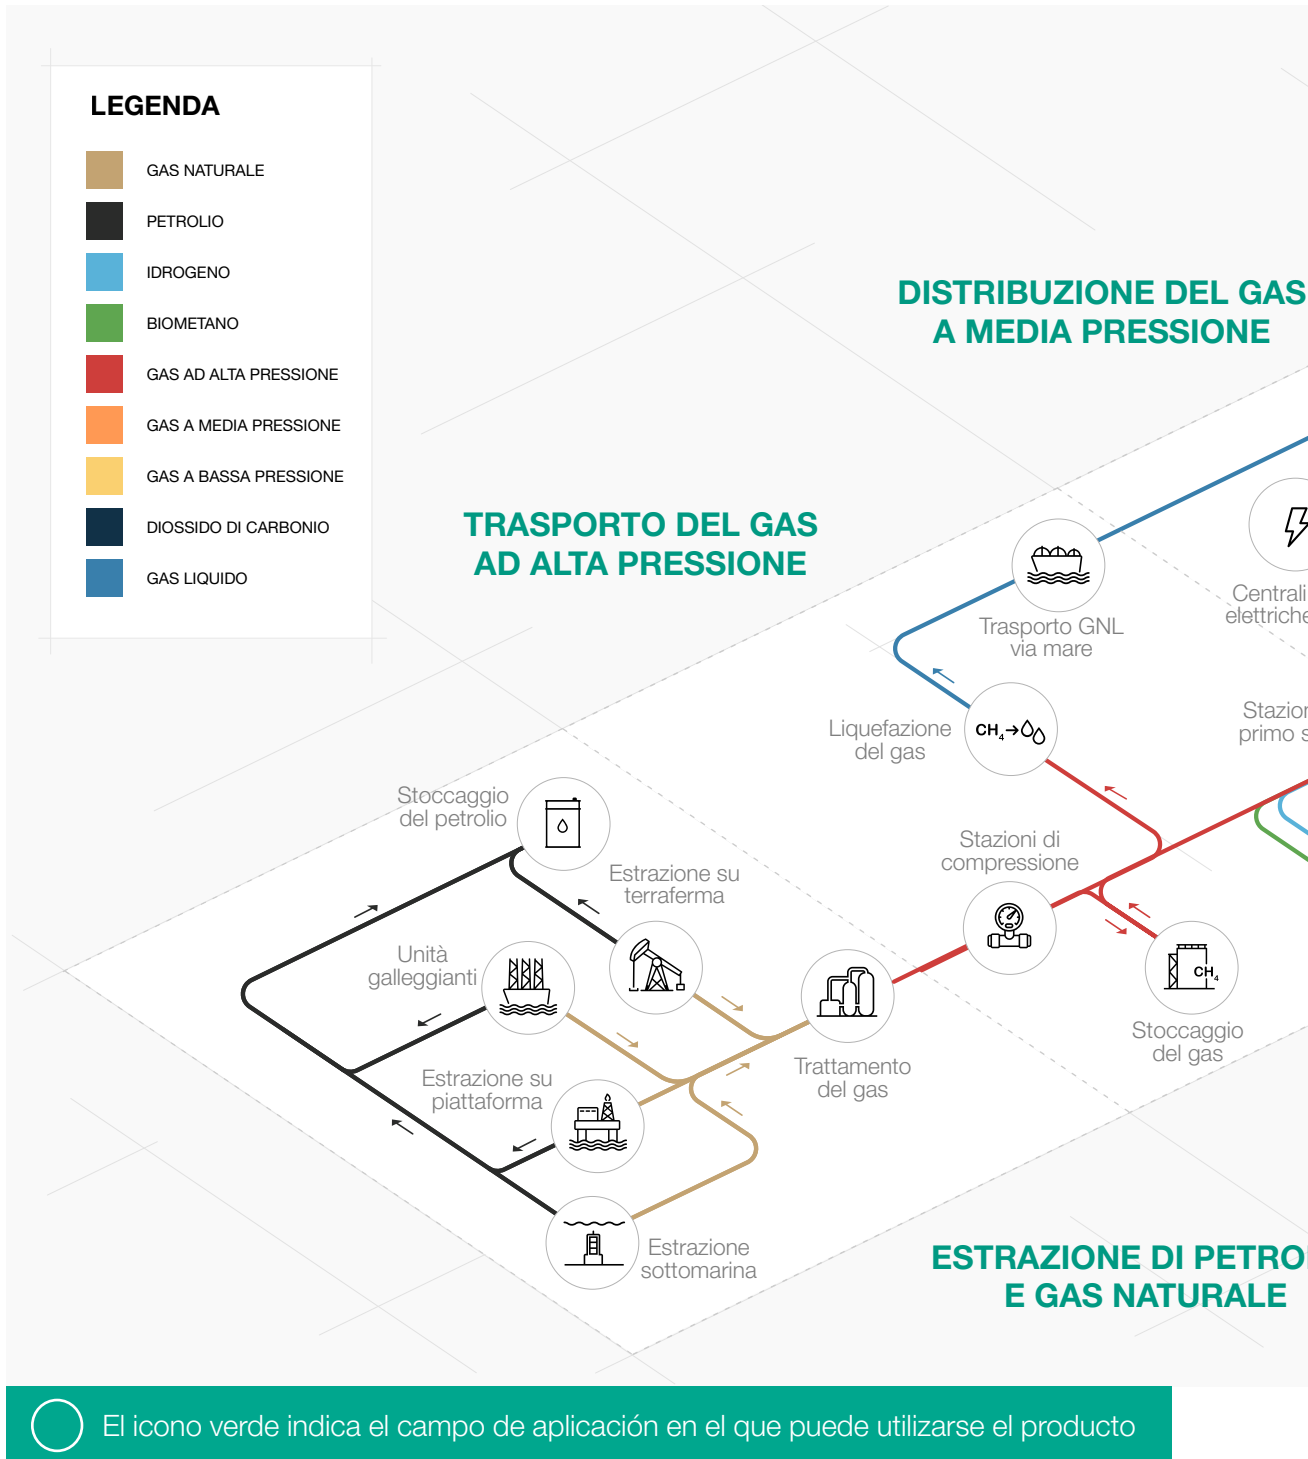 LEGENDA
GAS NATURALE
PETROLIO
IDROGENO
BIOMETANO
GAS AD ALTA PRESSIONE
GAS A MEDIA PRESSIONE
GAS A BASSA PRESSIONE
DIOSSIDO DI CARBONIO
GAS LIQUIDO
DISTRIBUZIONE DEL GAS
A MEDIA PRESSIONE
TRASPORTO DEL GAS
AD ALTA PRESSIONE
Trasporto GNL
via mare
Centrali
elettriche
Liquefazione
del gas
CH₄→
Stazion
primo s
Stoccaggio
del petrolio
Estrazione su
terraferma
Stazioni di
compressione
Unità
galleggianti
CH₄
Stoccaggio
del gas
Trattamento
del gas
Estrazione su
piattaforma
Estrazione
sottomarina
ESTRAZIONE DI PETROL
E GAS NATURALE
El icono verde indica el campo de aplicación en el que puede utilizarse el producto